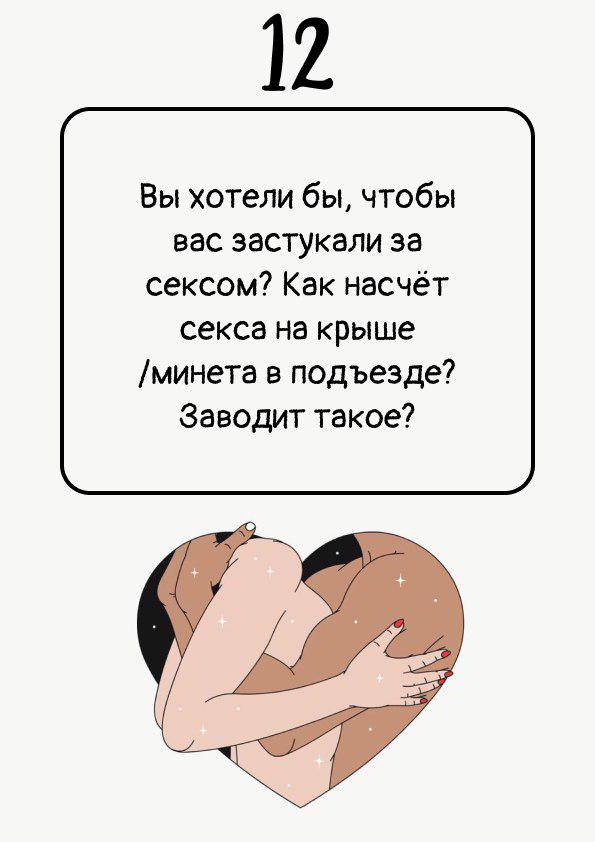 12
Вы хотели бы, чтобы
вас застукали за
сексом? Как насчёт
секса на крыше
/минета в подъезде?
Заводит такое?